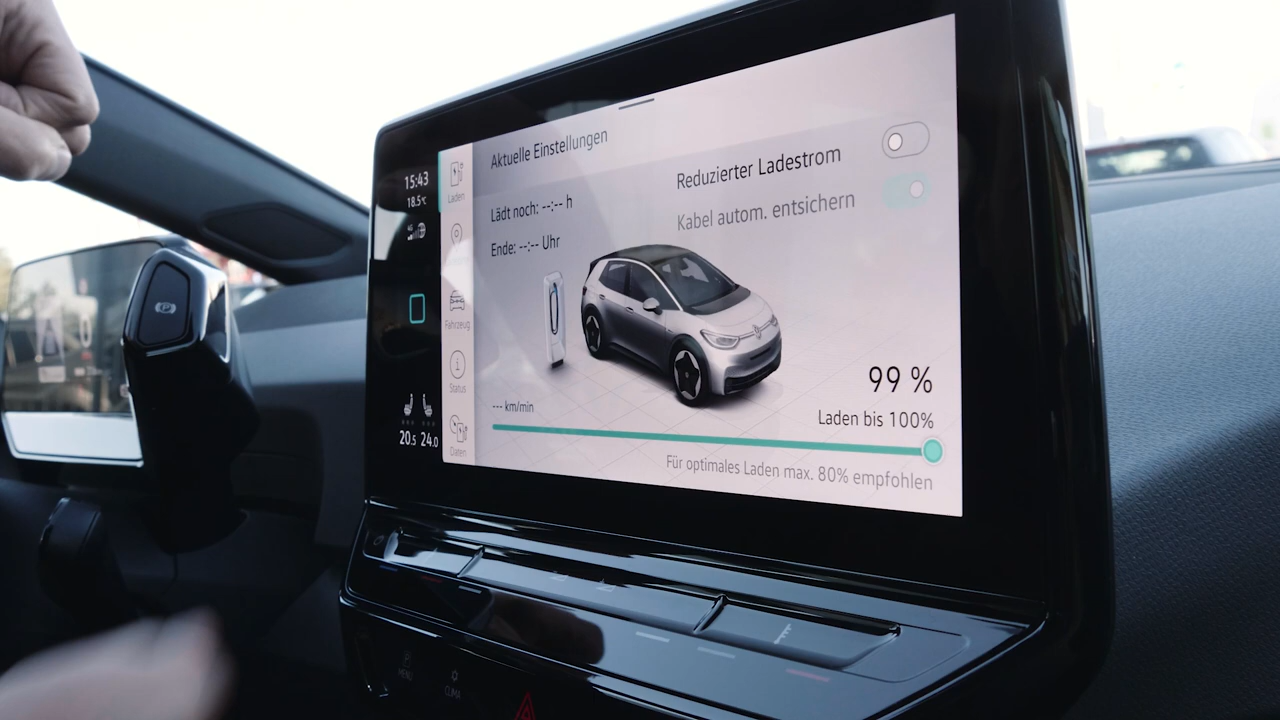 15:43
18.5°C
4G
20.5 24.0
Laden
Fahrzeug
Status
Daten
Aktuelle Einstellungen
Lädt noch: --:-- h
Ende: --:-- Uhr
Reduzierter Ladestrom
Kabel autom. entsichern
--- km/min
99 %
Laden bis 100%
Für optimales Laden max. 80% empfohlen
P
MENU
CLIMA